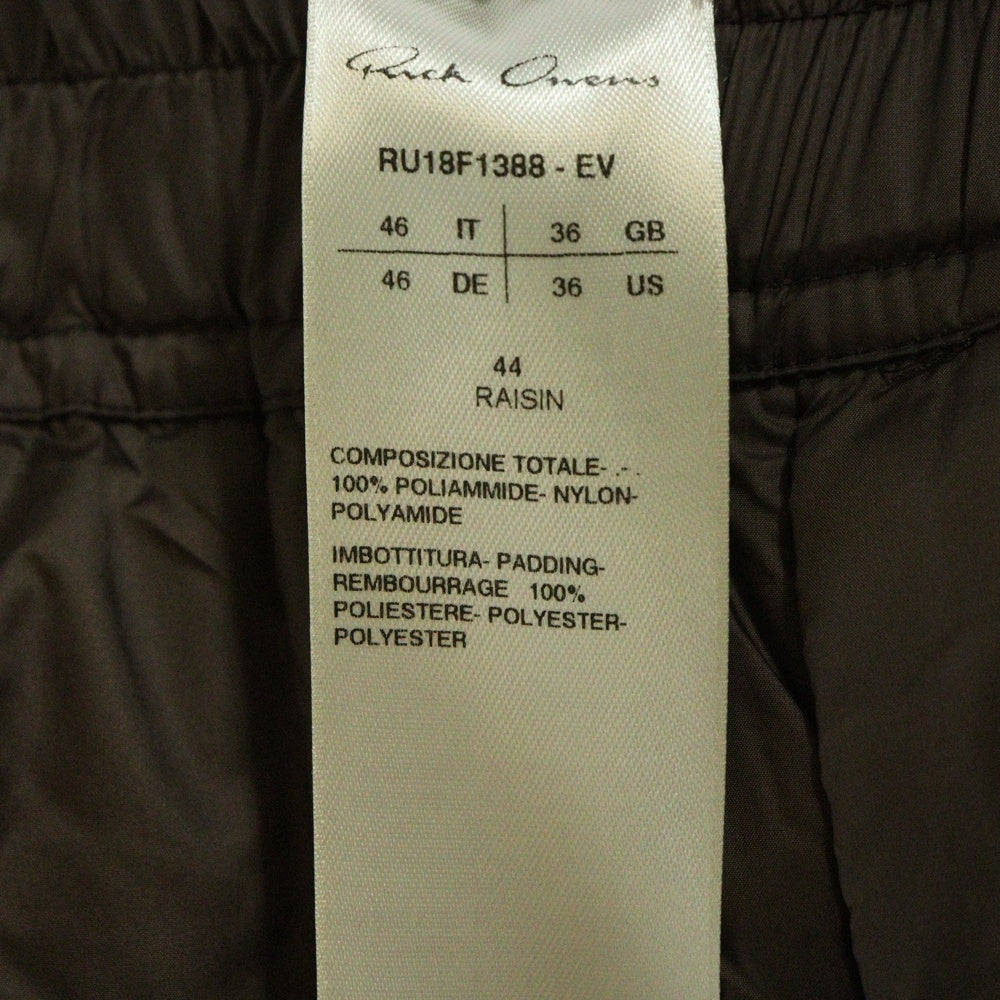 Rick Owens
RU18F1388 - EV
46 IT 36 GB
46 DE 36 US
44
RAISIN
COMPOSIZIONE TOTALE- .- .
100% POLIAMMIDE- NYLON-
POLYAMIDE
IMBOTTITURA- PADDING-
REMBOURRAGE 100%
POLIESTERE- POLYESTER-
POLYESTER